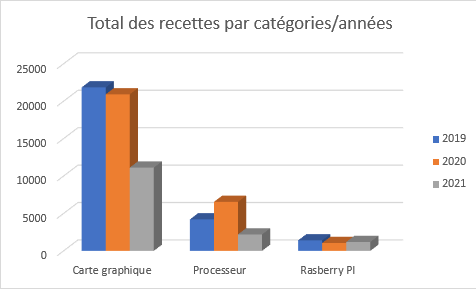 Total des recettes par catégories/années
25000
20000
15000
10000
5000
0
Carte graphique
Processeur
Rasberry PI
2019
2020
2021